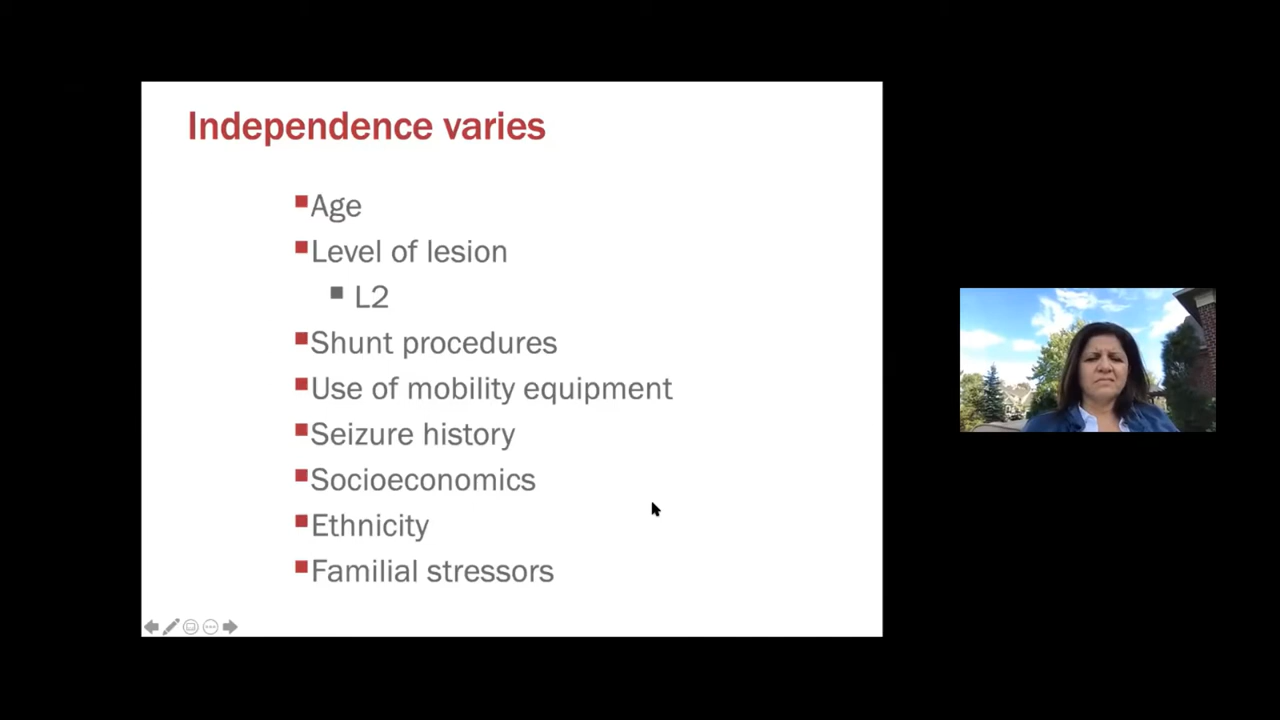 Independence varies
Age
Level of lesion
L2
Shunt procedures
Use of mobility equipment
Seizure history
Socioeconomics
Ethnicity
Familial stressors